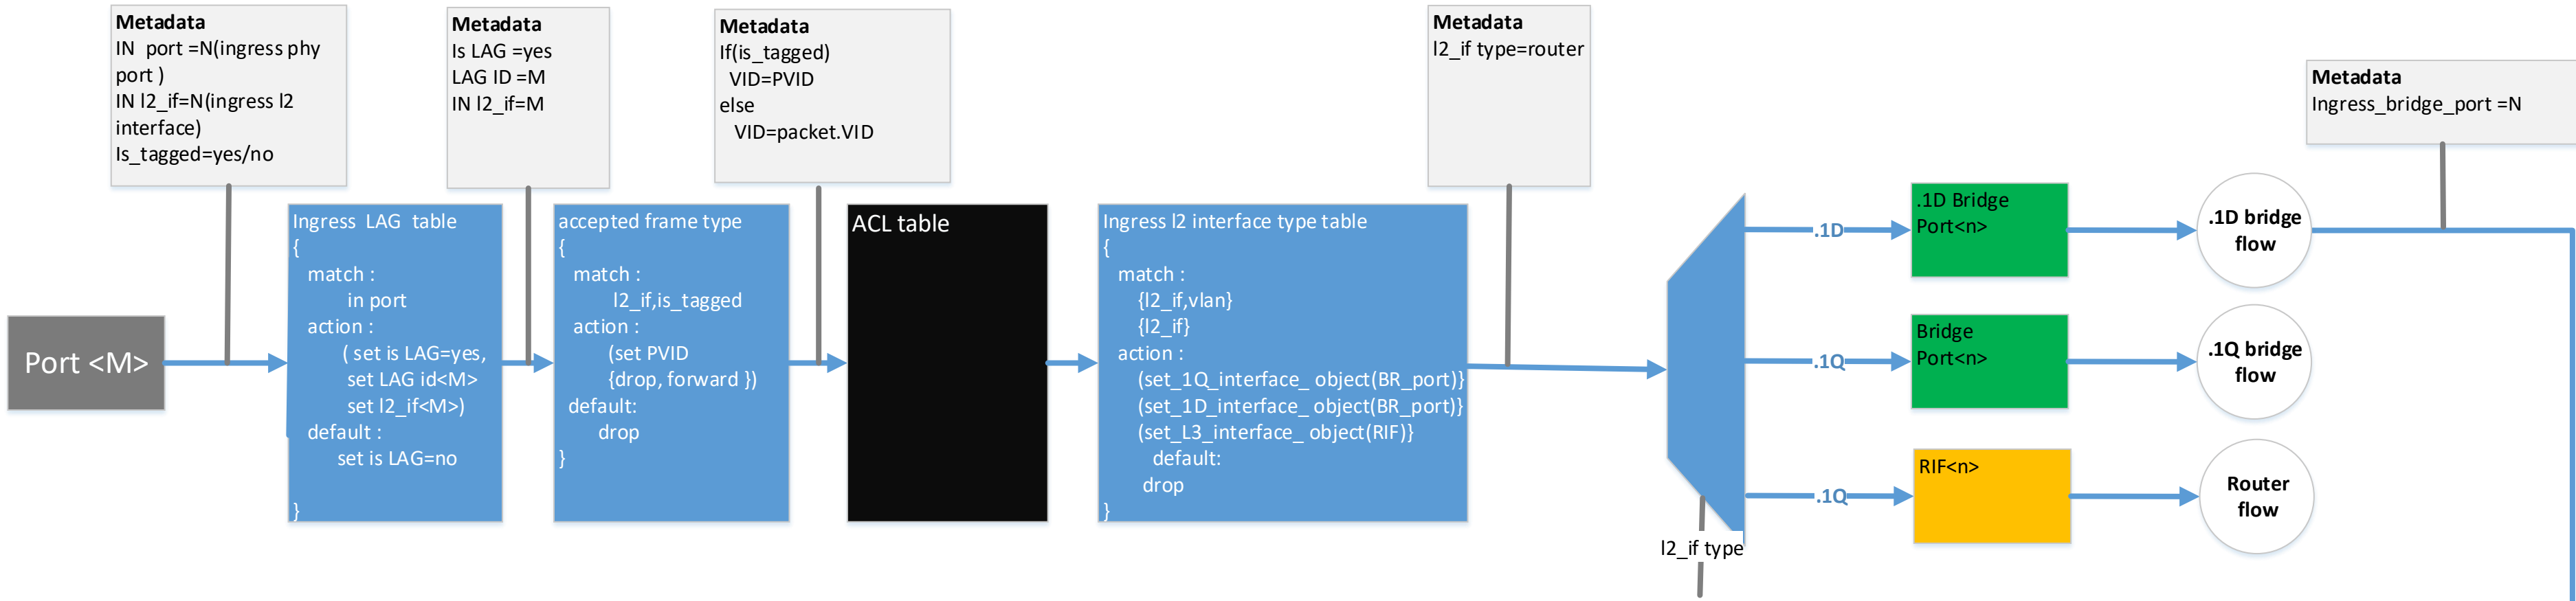 Metadata
IN port =N(ingress phy
port )
IN l2_if=N(ingress l2
interface)
Is_tagged=yes/no
Metadata
Is LAG =yes
LAG ID =M
IN l2_if=M
Metadata
If(is_tagged)
VID=PVID
else
VID=packet.VID
Metadata
l2_if type=router
Metadata
Ingress_bridge_port =N
Port <M>
Ingress LAG table
{
match :
in port
action :
( set is LAG=yes,
set LAG id<M>
set l2_if<M>)
default :
set is LAG=no
}
accepted frame type
{
match :
l2_if,is_tagged
action :
(set PVID
{drop, forward })
default:
drop
}
ACL table
Ingress l2 interface type table
{
match :
{l2_if,vlan}
{l2_if}
action :
(set_1Q_interface_ object(BR_port)}
(set_1D_interface_ object(BR_port)}
(set_L3_interface_ object(RIF)}
default:
drop
}
l2_if type
.1D
.1D Bridge
Port<n>
.1D bridge
flow
.1Q
Bridge
Port<n>
.1Q bridge
flow
.1Q
RIF<n>
Router
flow